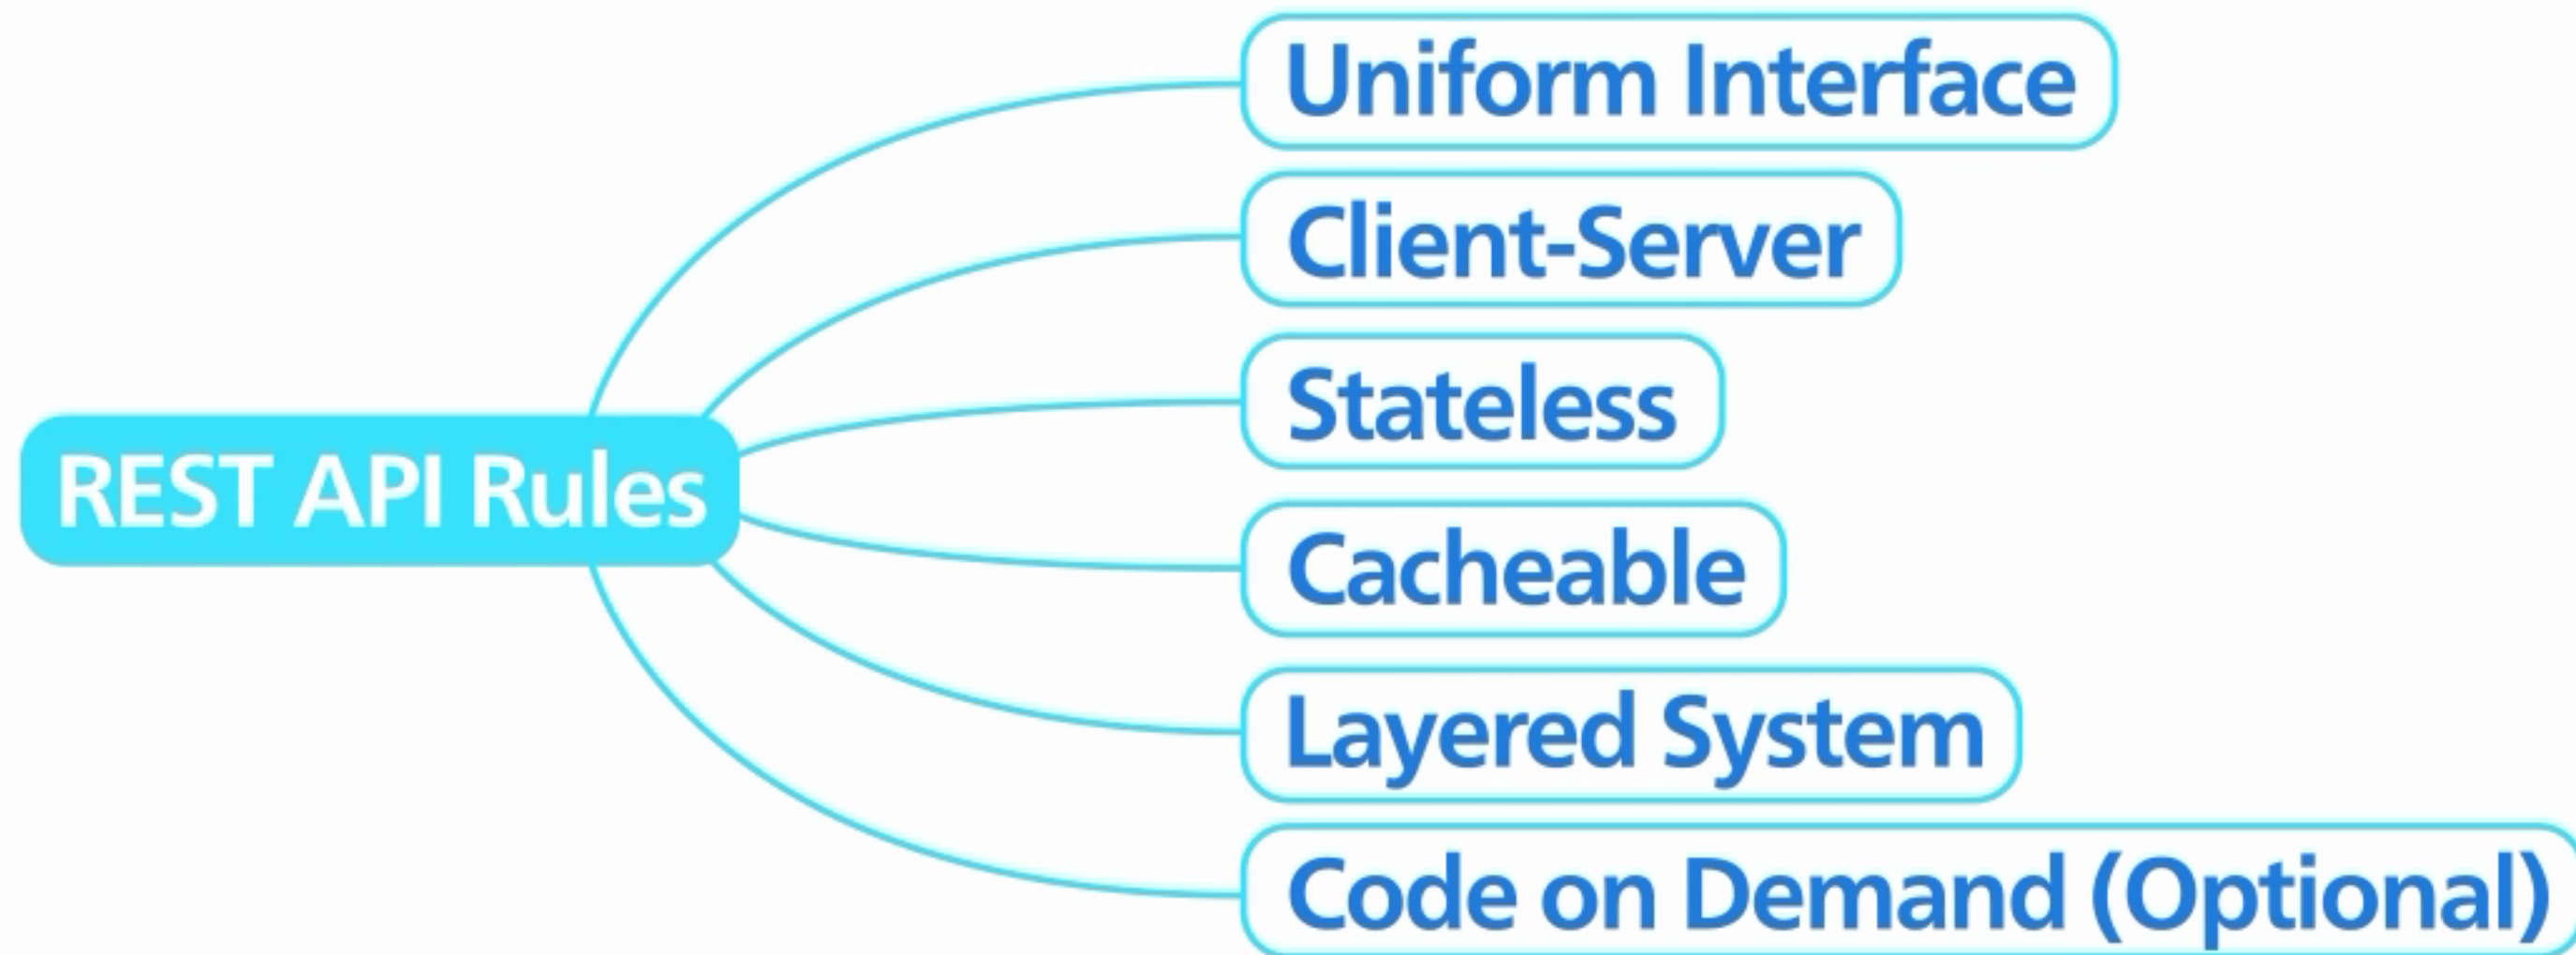 Uniform Interface
Client-Server
Stateless
REST API Rules
Cacheable
Layered System
Code on Demand (Optional)